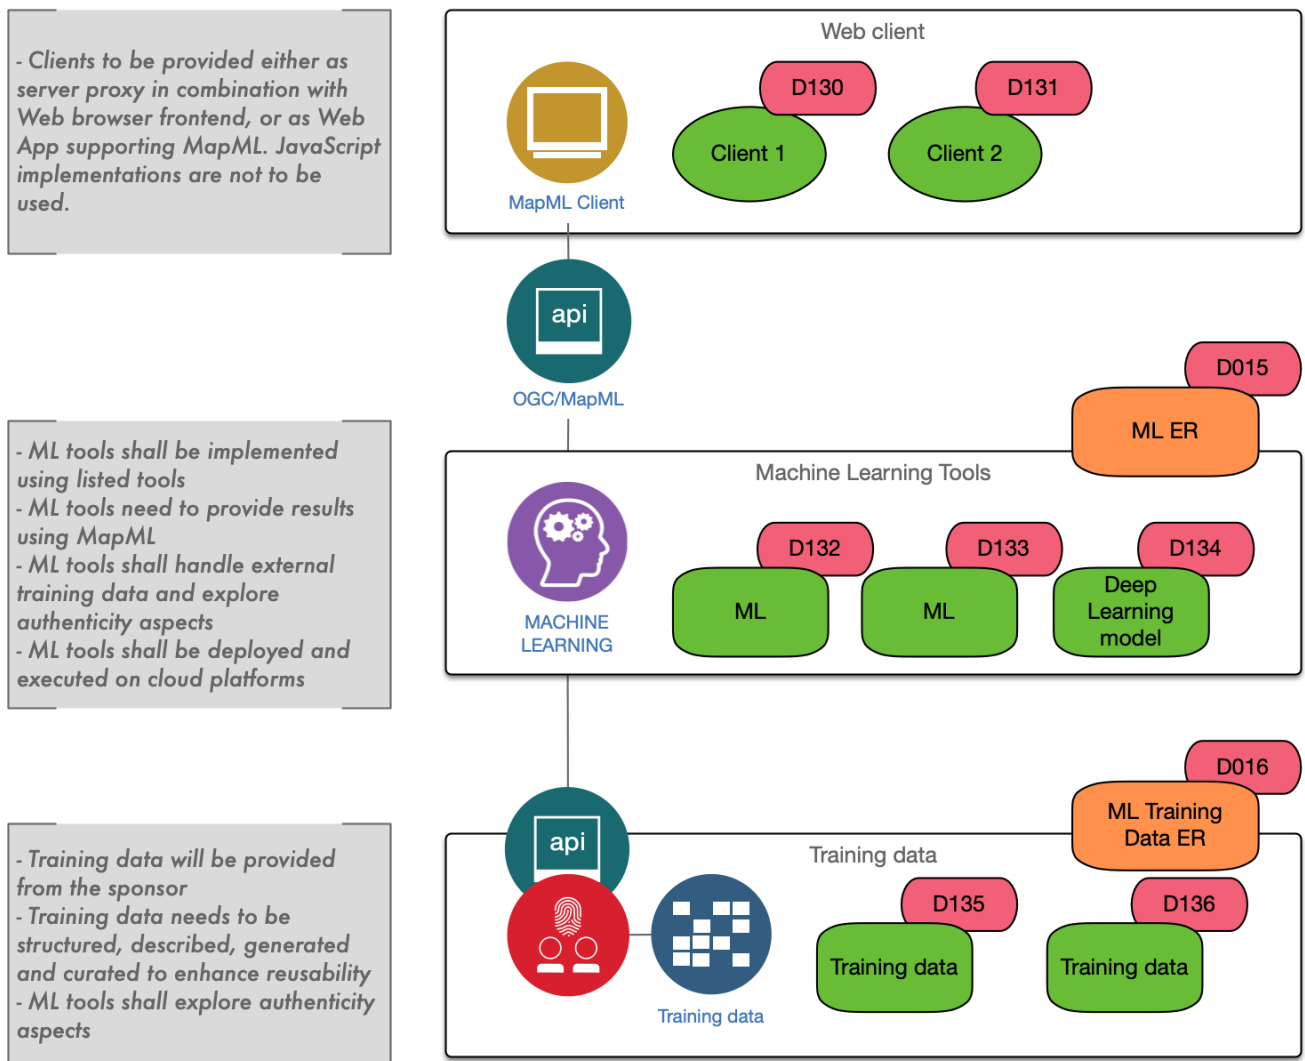 - Clients to be provided either as
server proxy in combination with
Web browser frontend, or as Web
App supporting MapML. JavaScript
implementations are not to be
used.
Web client
D130
D131
Client 1
Client 2
MapML Client
api
OGC/MapML
D015
ML ER
- ML tools shall be implemented
using listed tools
- ML tools need to provide results
using MapML
- ML tools shall handle external
training data and explore
authenticity aspects
- ML tools shall be deployed and
executed on cloud platforms
Machine Learning Tools
D132
D133
D134
ML
ML
Deep
Learning
model
MACHINE
LEARNING
D016
ML Training
Data ER
- Training data will be provided
from the sponsor
- Training data needs to be
structured, described, generated
and curated to enhance reusability
- ML tools shall explore authenticity
aspects
api
Training data
D135
D136
Training data
Training data
Training data